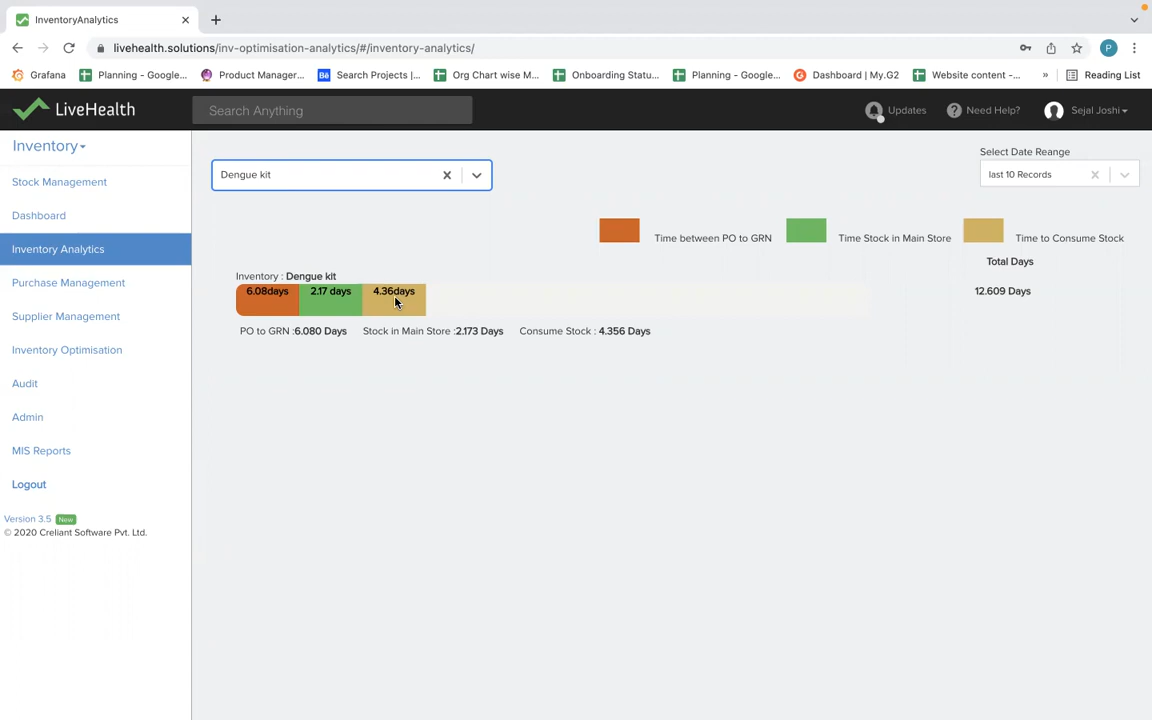 InventoryAnalytics
livehealth.solutions/inv-optimisation-analytics/#/inventory-analytics/
P
Grafana
Planning - Google...
Product Manager...
Bē Search Projects |...
Org Chart wise M...
Onboarding Statu...
Planning - Google...
Dashboard | My.G2
Website content -...
»
Reading List
LiveHealth
Search Anything
Updates
Need Help?
Sejal Joshi
Inventory
Stock Management
Dashboard
Inventory Analytics
Purchase Management
Supplier Management
Inventory Optimisation
Audit
Admin
MIS Reports
Logout
Version 3.5 New
© 2020 Creliant Software Pvt. Ltd.
Dengue kit
Select Date Reange
last 10 Records
Time between PO to GRN
Time Stock in Main Store
Time to Consume Stock
Total Days
Inventory : Dengue kit
6.08days 2.17 days 4.36days
12.609 Days
PO to GRN :6.080 Days Stock in Main Store :2.173 Days Consume Stock : 4.356 Days